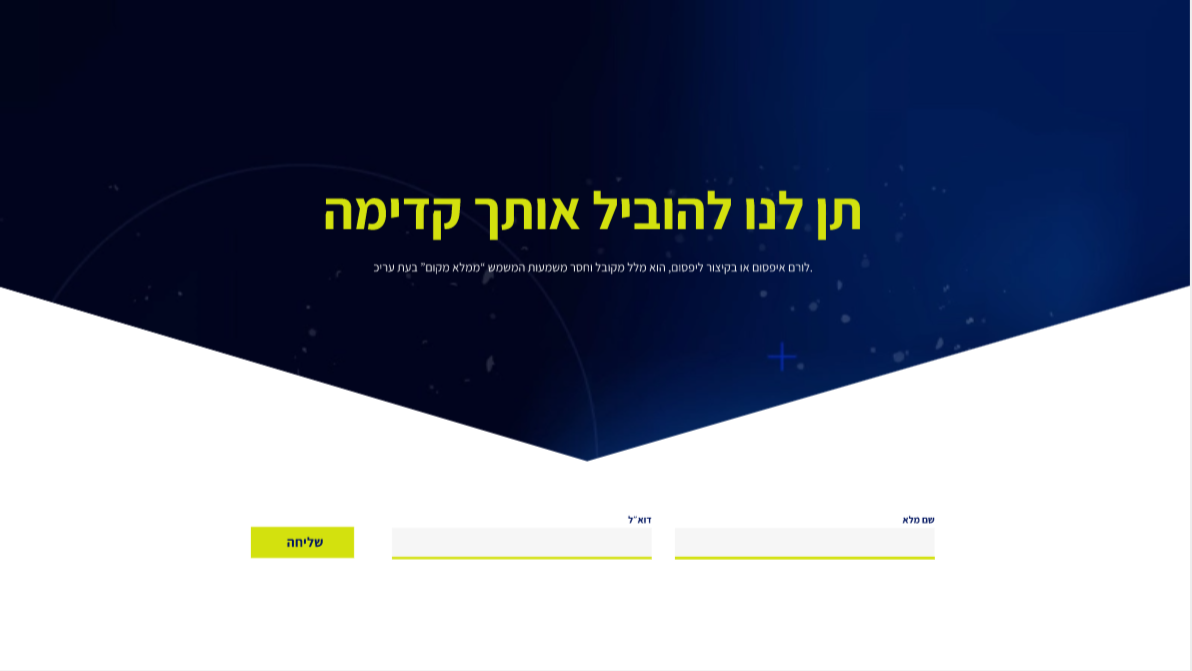 תן לנו להוביל אותך קדימה
לורם איפסום או בקיצור ליפסום, הוא מלל מקובל וחסר משמעות המשמש "ממלא מקום" בעת עריכ.
שם מלא
דוא"ל
שליחה